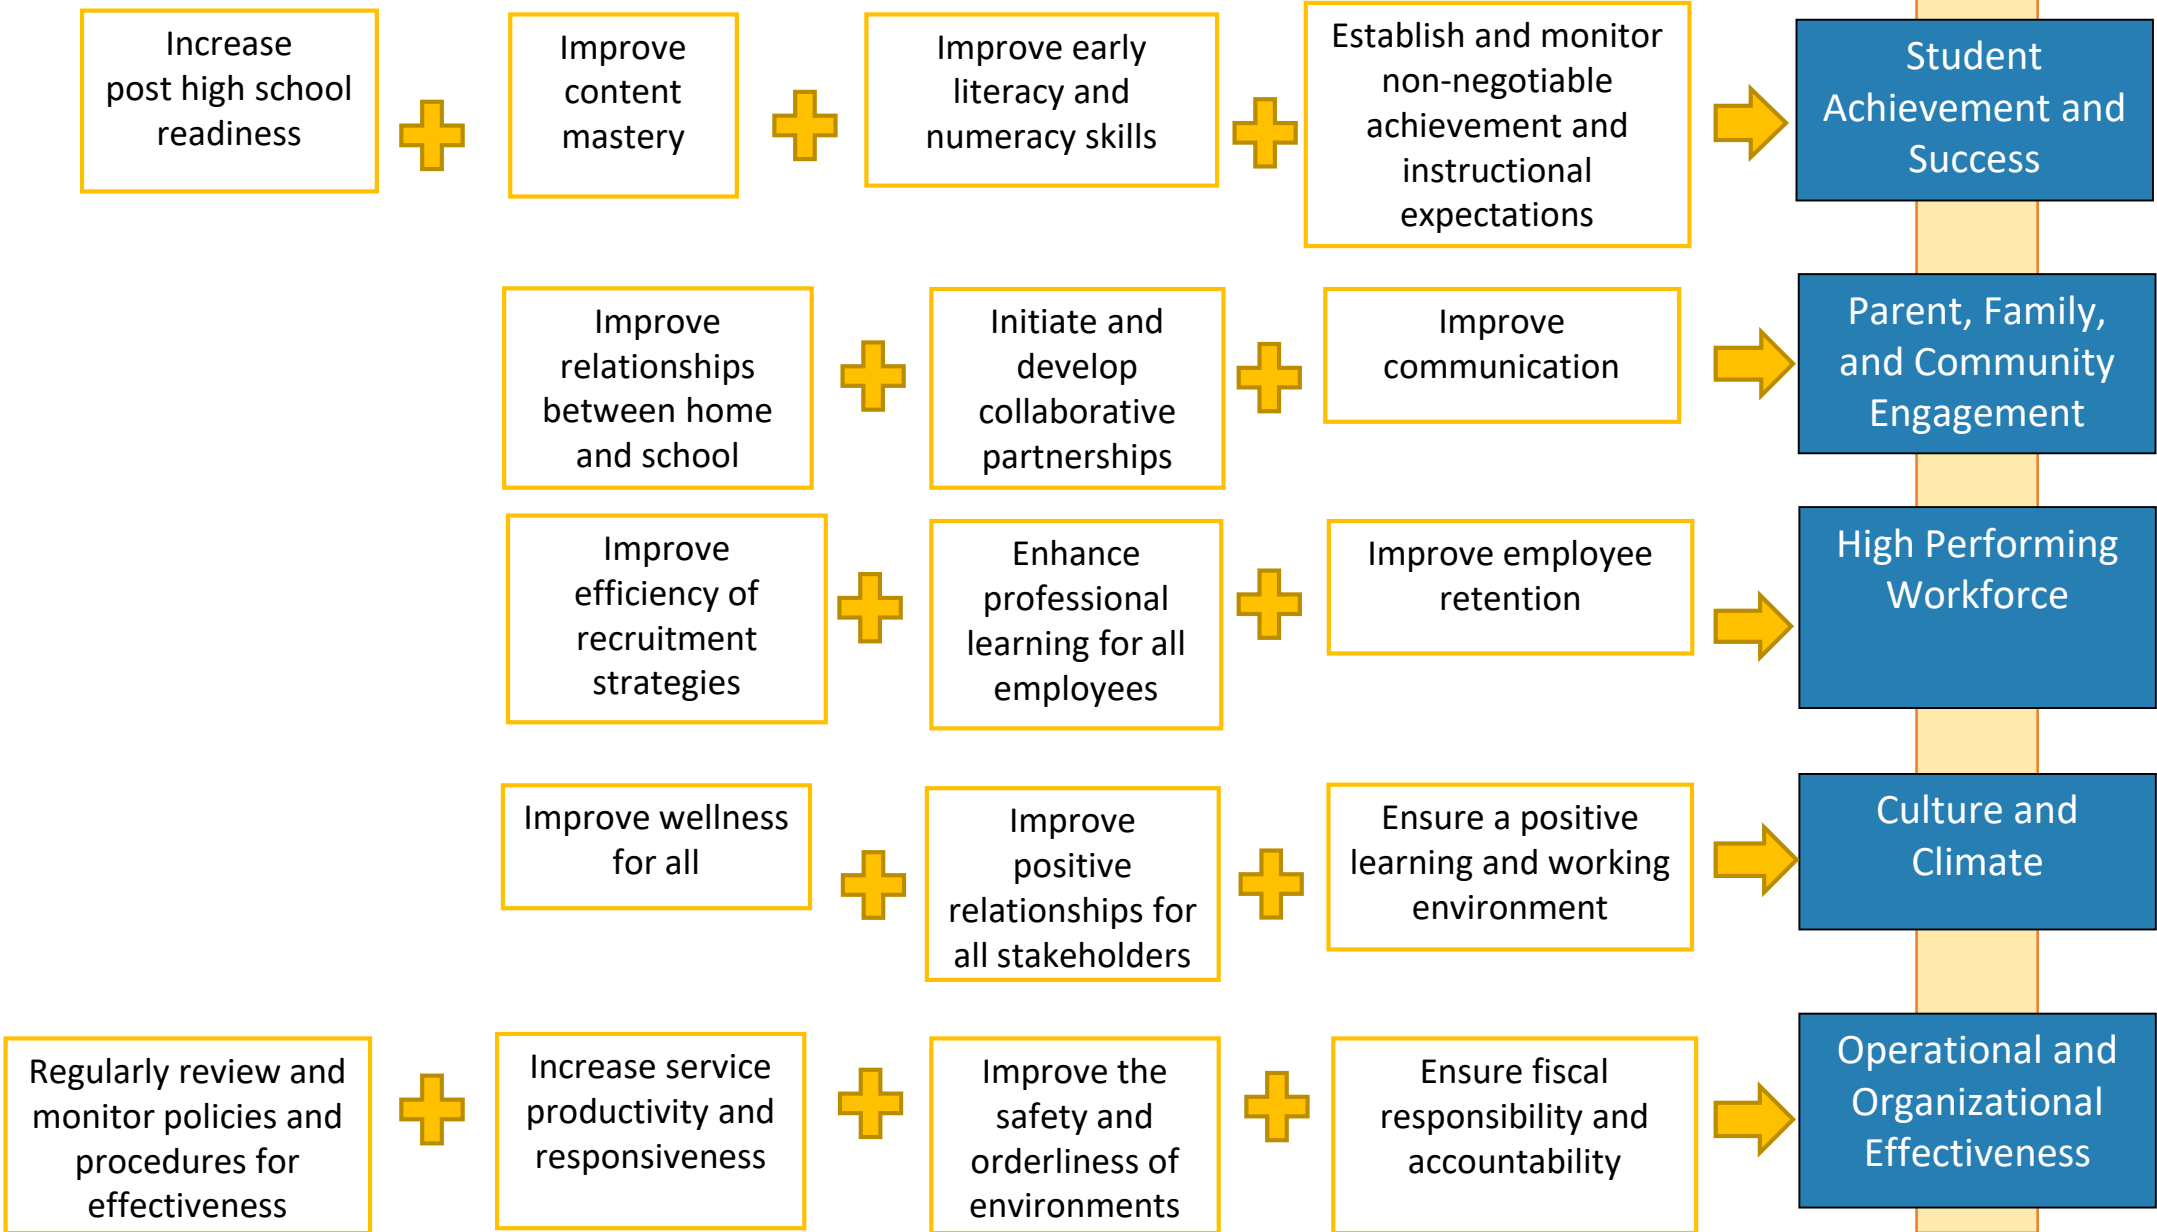 Increase
post high school
readiness
Improve
content
mastery
Improve early
literacy and
numeracy skills
Establish and monitor
non-negotiable
achievement and
instructional
expectations
Student
Achievement and
Success
Improve
relationships
between home
and school
Initiate and
develop
collaborative
partnerships
Improve
communication
Parent, Family,
and Community
Engagement
Improve
efficiency of
recruitment
strategies
Enhance
professional
learning for all
employees
Improve employee
retention
High Performing
Workforce
Improve wellness
for all
Improve
positive
relationships for
all stakeholders
Ensure a positive
learning and working
environment
Culture and
Climate
Regularly review and
monitor policies and
procedures for
effectiveness
Increase service
productivity and
responsiveness
Improve the
safety and
orderliness of
environments
Ensure fiscal
responsibility and
accountability
Operational and
Organizational
Effectiveness